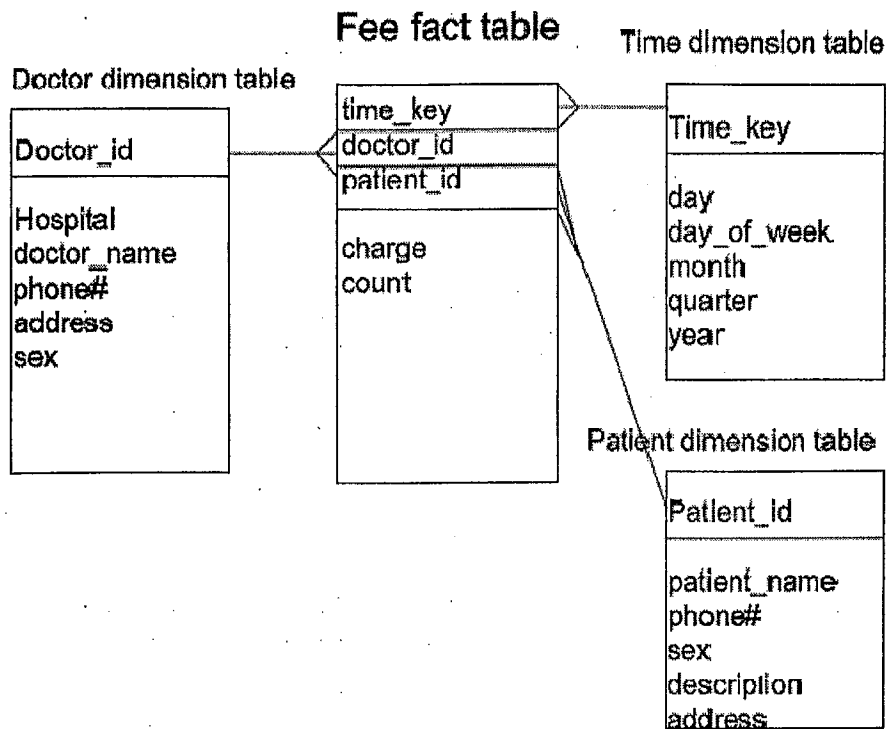 Fee fact table
Time dimension table
Doctor dimension table
time_key
doctor_id
patient_id
charge
count
Doctor_id
Hospital
doctor_name
phone#
address
sex
Time_key
day
day_of_week
month
quarter
year
Patient dimension table
Patient_id
patient_name
phone#
sex
description
address